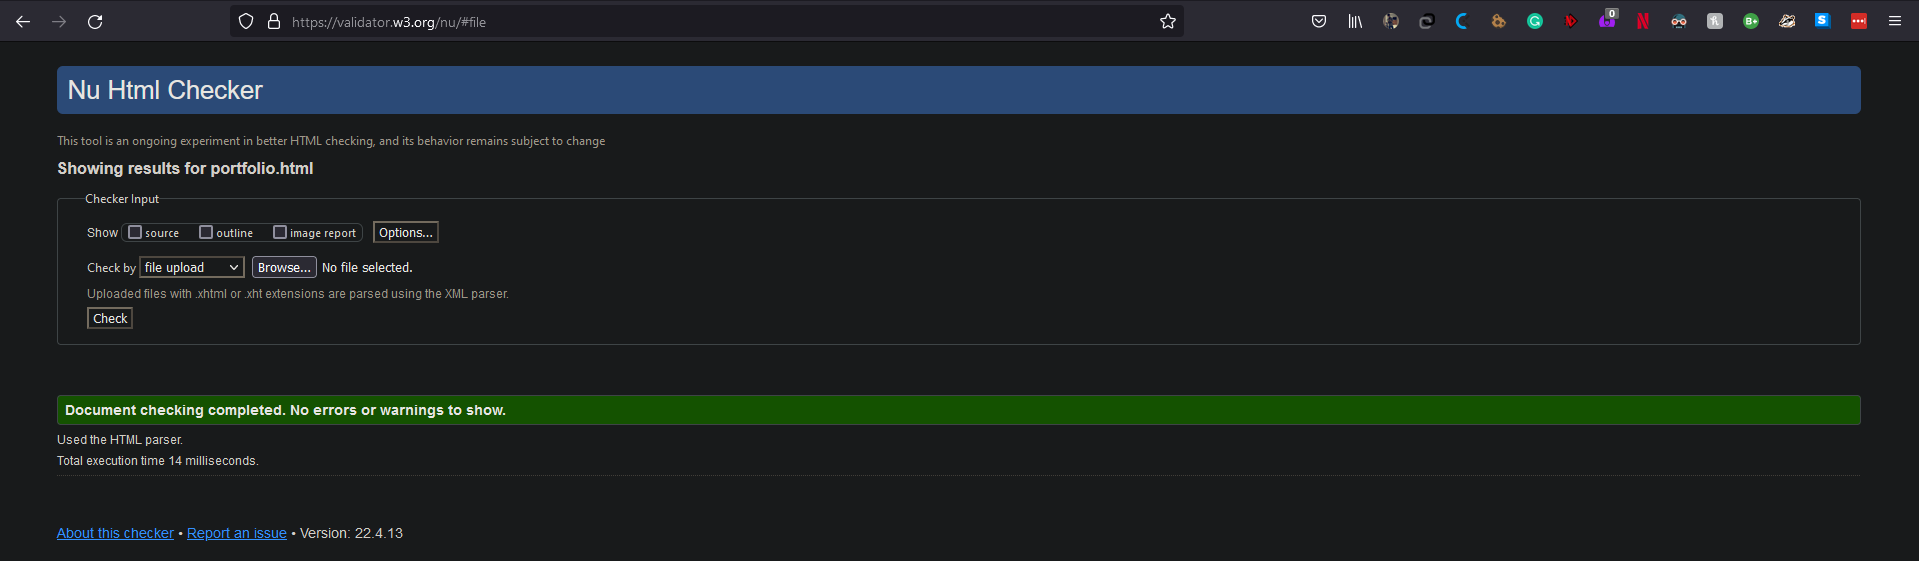 https://validator.w3.org/nu/#file
0
Nu Html Checker
This tool is an ongoing experiment in better HTML checking, and its behavior remains subject to change
Showing results for portfolio.html
Checker Input
Show source outline image report Options...
Check by file upload Browse... No file selected.
Uploaded files with .xhtml or .xht extensions are parsed using the XML parser.
Check
Document checking completed. No errors or warnings to show.
Used the HTML parser.
Total execution time 14 milliseconds.
About this checker • Report an issue • Version: 22.4.13